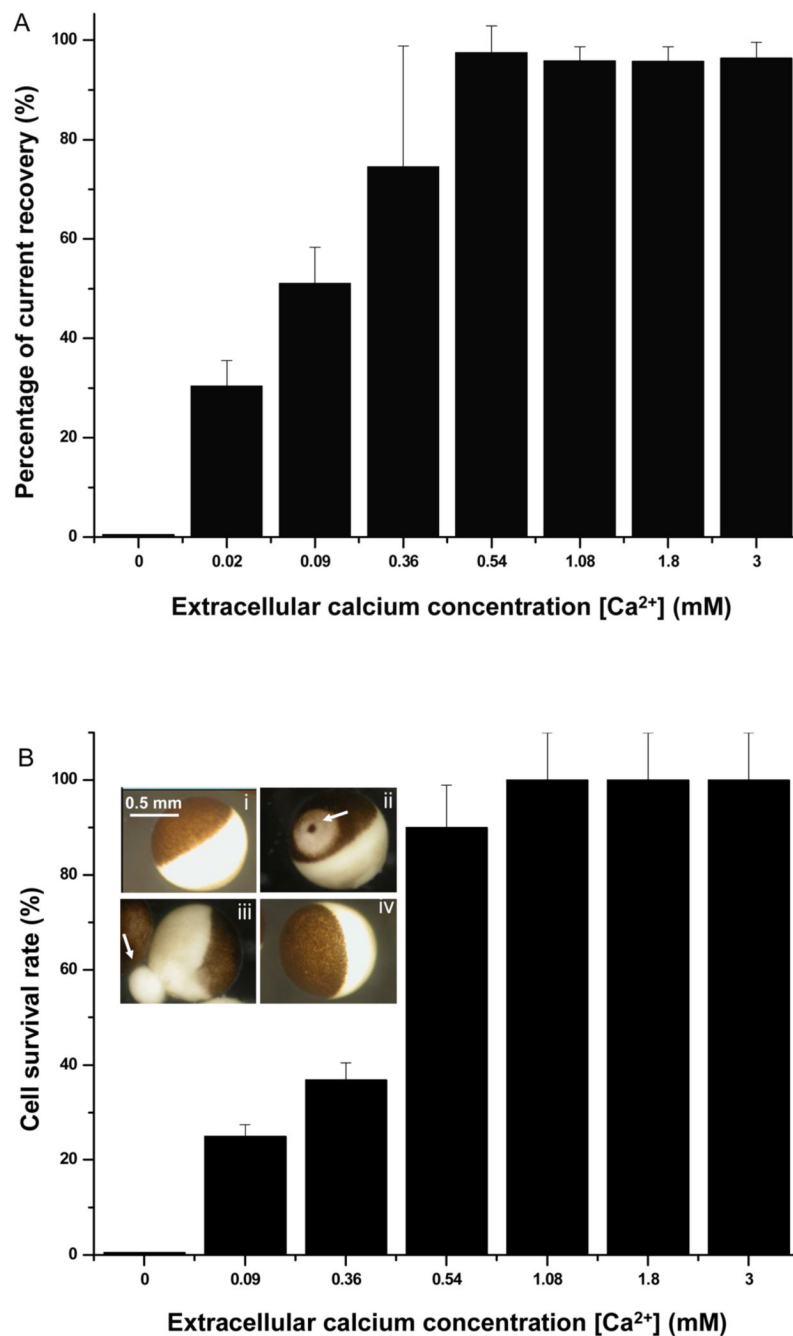 A
Percentage of current recovery (%)
100
80
60
40
20
0
0 0.02 0.09 0.36 0.54 1.08 1.8 3
Extracellular calcium concentration [Ca²⁺] (mM)
B
Cell survival rate (%)
100
80
60
40
20
0
0.5 mm i ii
iii iv
0 0.09 0.36 0.54 1.08 1.8 3
Extracellular calcium concentration [Ca²⁺] (mM)